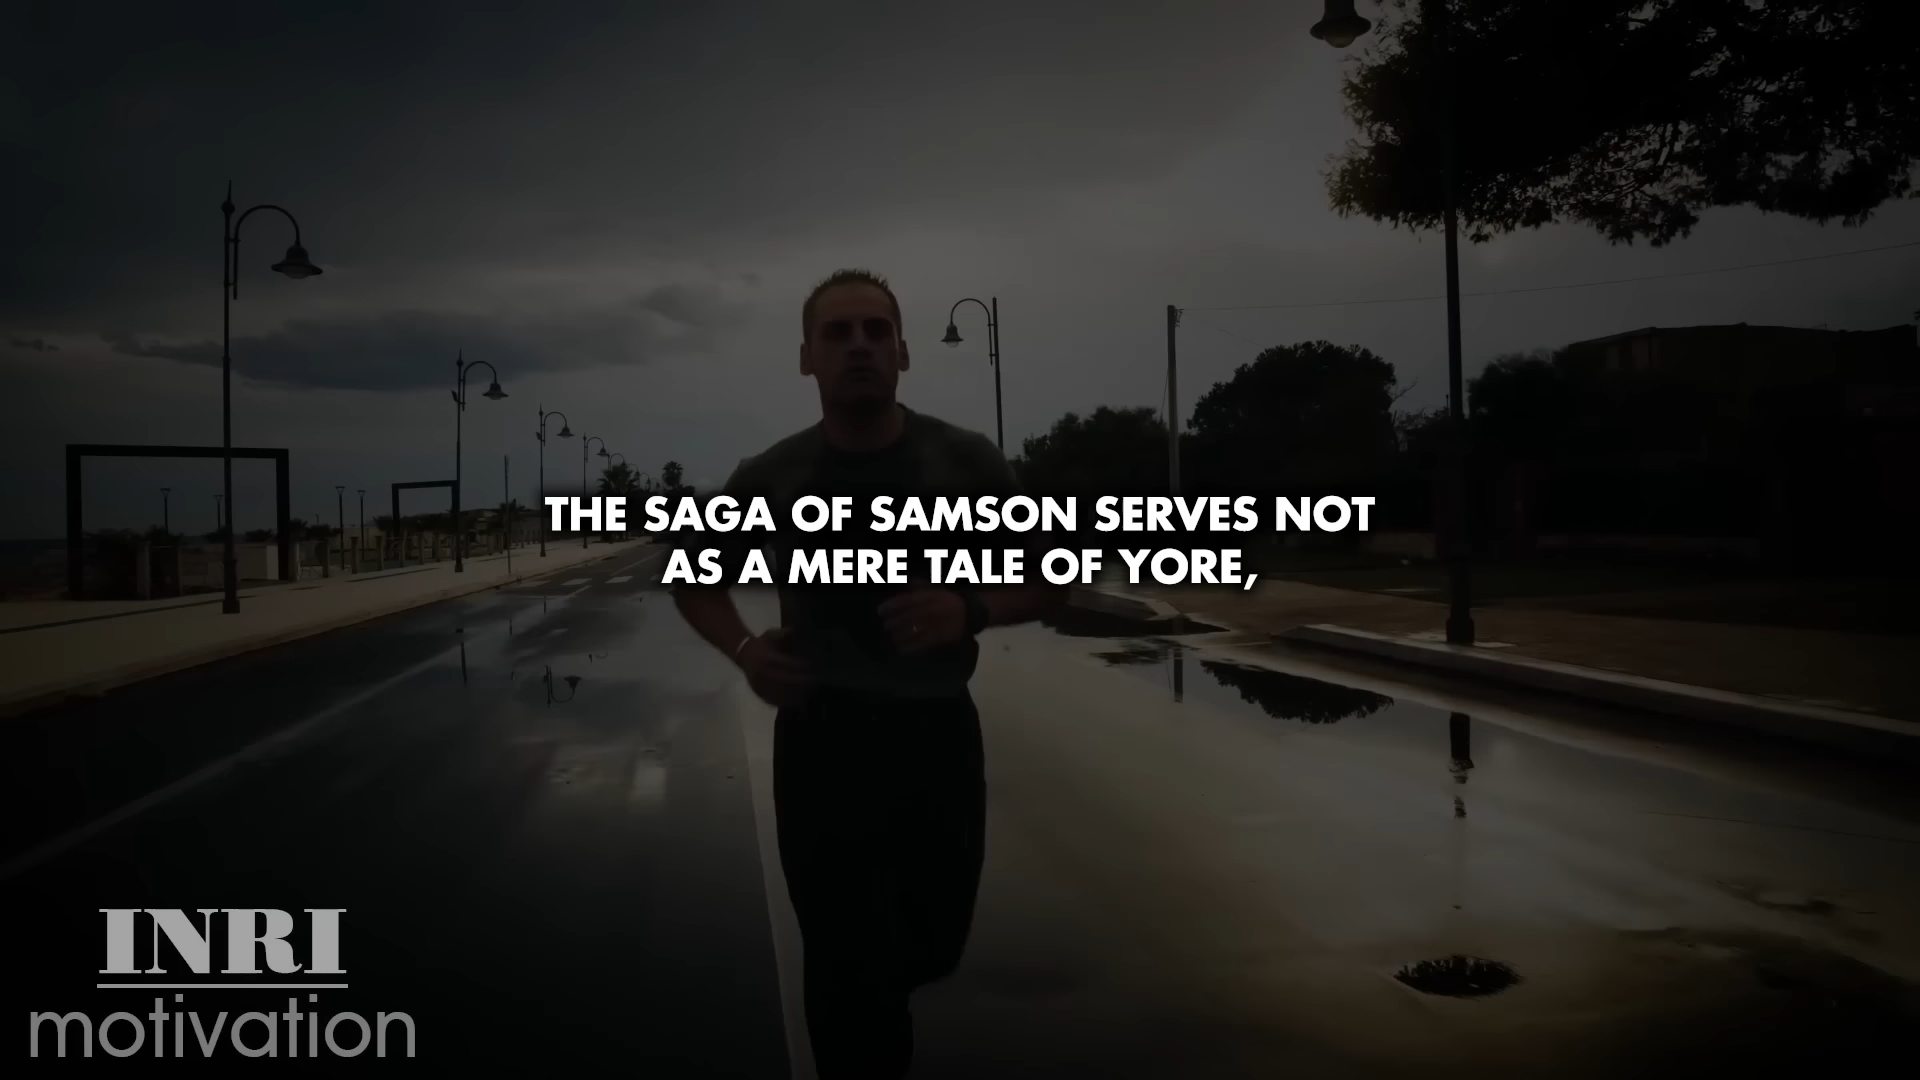 THE SAGA OF SAMSON SERVES NOT
AS A MERE TALE OF YORE,
INRI
motivation